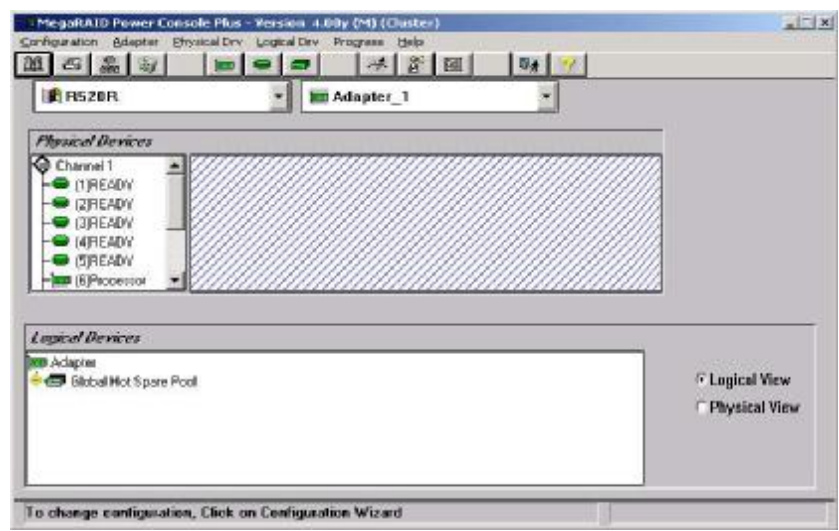 MegaRAID Power Console Plus - Version 4.00y (M) (Cluster)
Configuration Adapter Physical Drv Logical Drv Progress Help
R520R Adapter_1
Physical Devices
Channel 1
(1)READY
(2)READY
(3)READY
(4)READY
(5)READY
(6)Processor
Logical Devices
Adapter
Global Hot Spare Pool
Logical View
Physical View
To change configuration, Click on Configuration Wizard